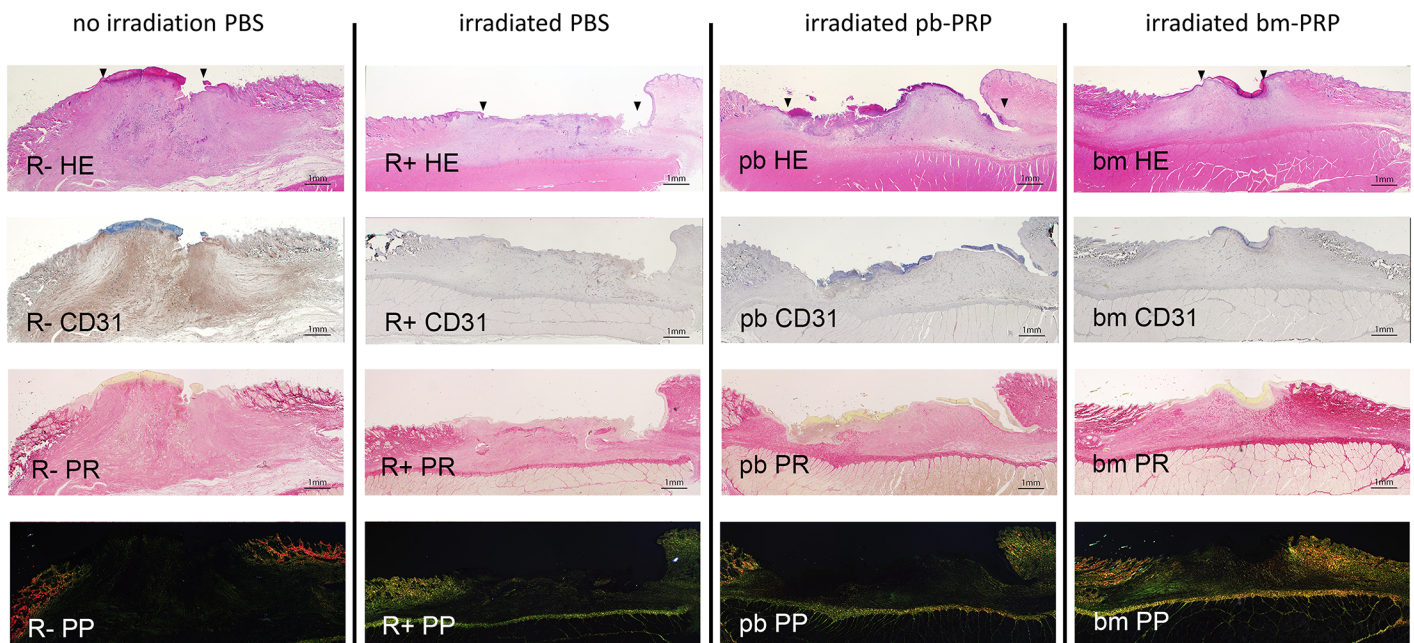 no irradiation PBS
irradiated PBS
irradiated pb-PRP
irradiated bm-PRP
R- HE
1mm
R+ HE
1mm
pb HE
1mm
bm HE
1mm
R- CD31
1mm
R+ CD31
1mm
pb CD31
1mm
bm CD31
1mm
R- PR
1mm
R+ PR
1mm
pb PR
1mm
bm PR
1mm
R- PP
R+ PP
pb PP
bm PP